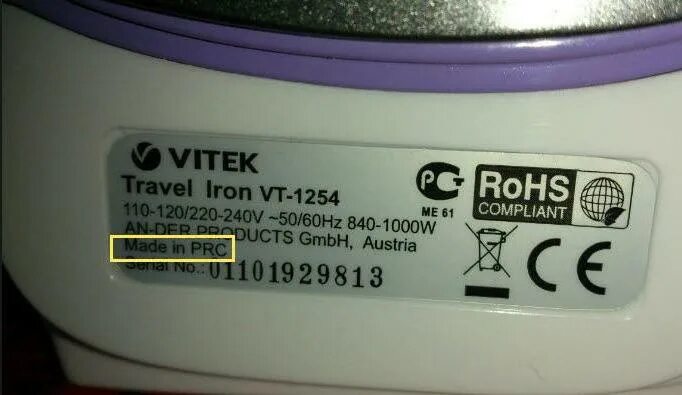 VITEK
Travel Iron VT-1254
110-120/220-240V ~50/60Hz 840-1000W
AN-DER PRODUCTS GmbH, Austria
Made in PRC
Serial No.: 01101929813
РСТ
ME 61
RoHS
COMPLIANT
CE